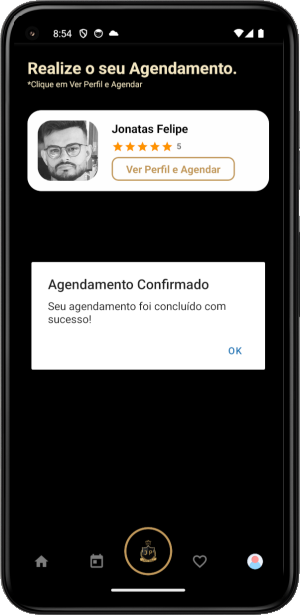 8:54
Realize o seu Agendamento.
*Clique em Ver Perfil e Agendar
Jonatas Felipe
5
Ver Perfil e Agendar
Agendamento Confirmado
Seu agendamento foi concluído com
sucesso!
OK